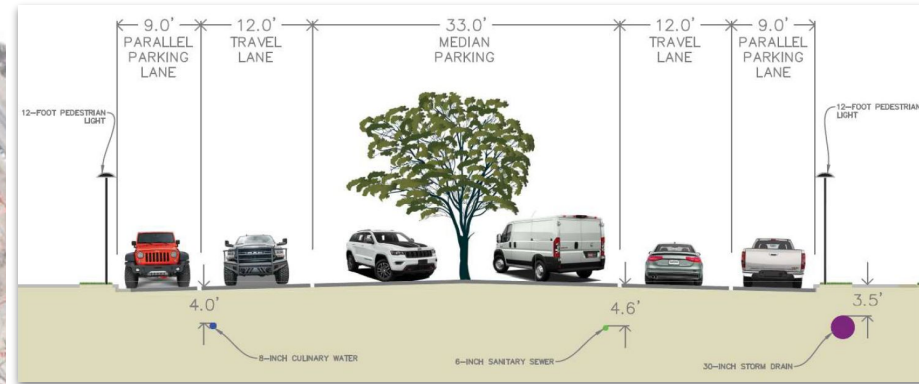 9.0'
PARALLEL
PARKING
LANE
12.0'
TRAVEL
LANE
33.0'
MEDIAN
PARKING
12.0'
TRAVEL
LANE
9.0'
PARALLEL
PARKING
LANE
12-FOOT PEDESTRIAN
LIGHT
12-FOOT PEDESTRIAN
LIGHT
4.0'
4.6'
3.5'
8-INCH CULINARY WATER
6-INCH SANITARY SEWER
30-INCH STORM DRAIN